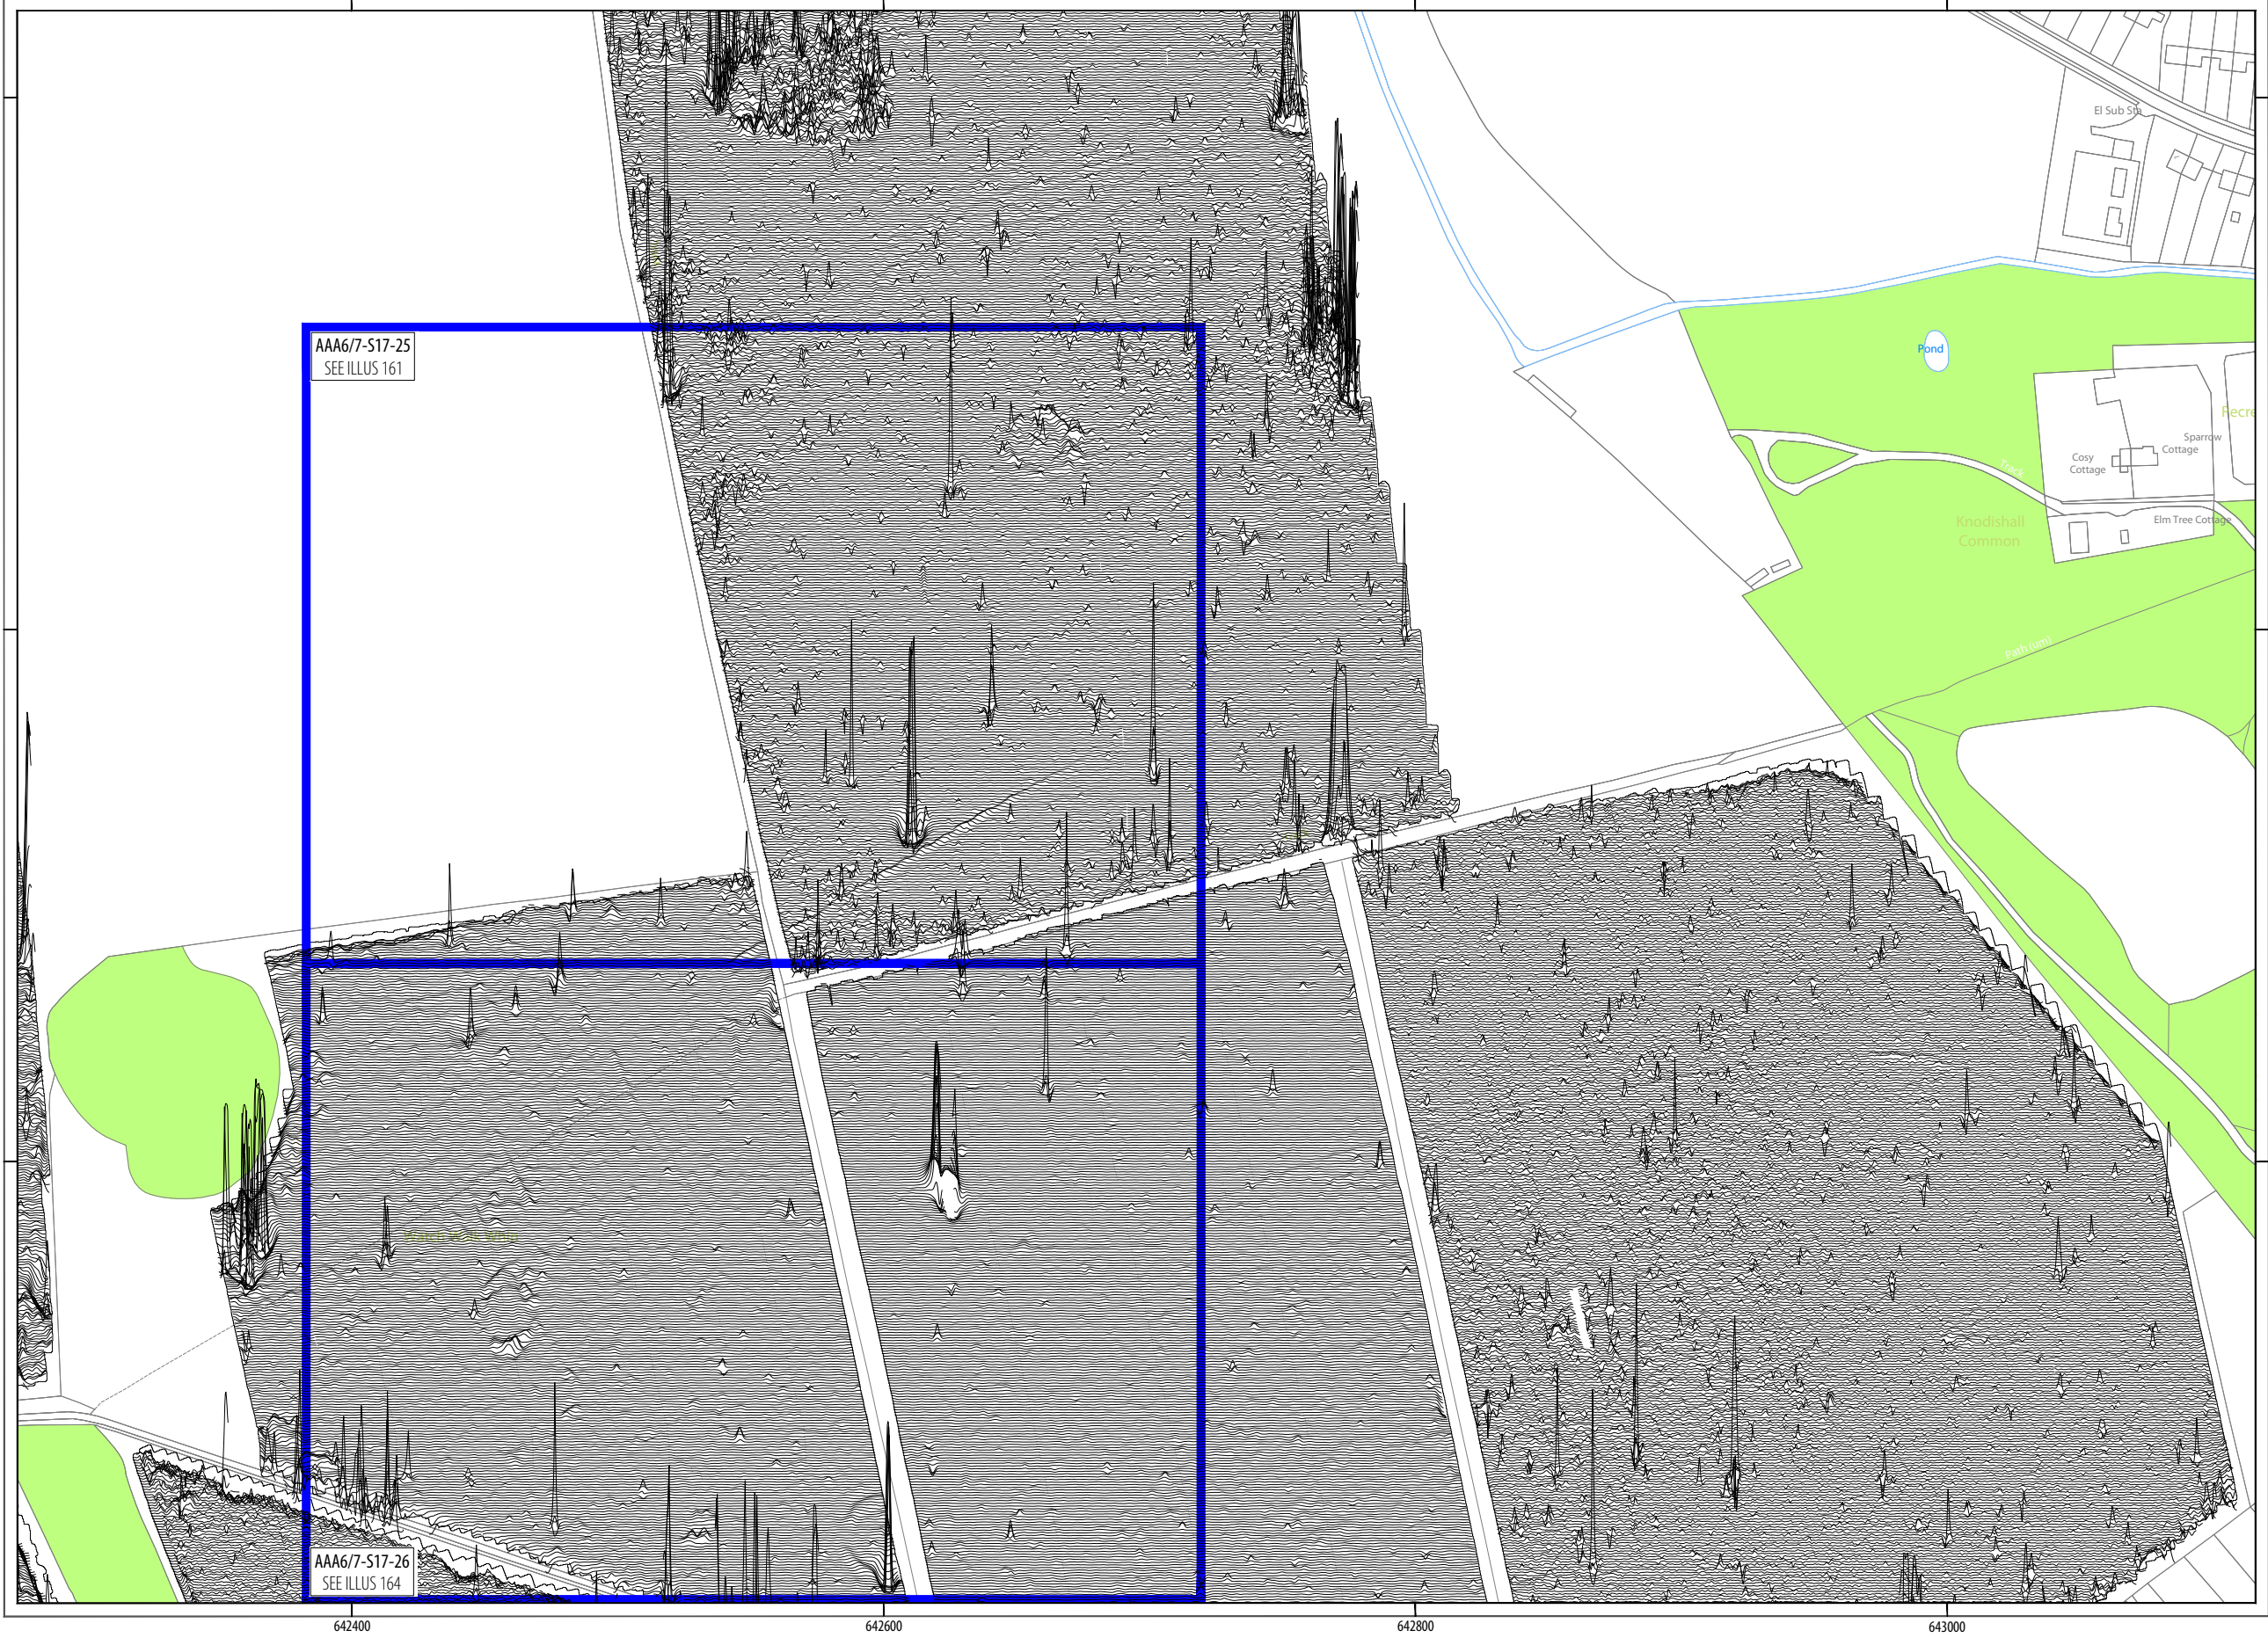 El Sub Sta
AAA6/7-S17-25
SEE ILLUS 161
Pond
Recre
Sparrow
Cottage
Cosy
Cottage
Track
Elm Tree Cottage
Knodishall
Common
Path (um)
AAA6/7-S17-26
SEE ILLUS 164
642400
642600
642800
643000